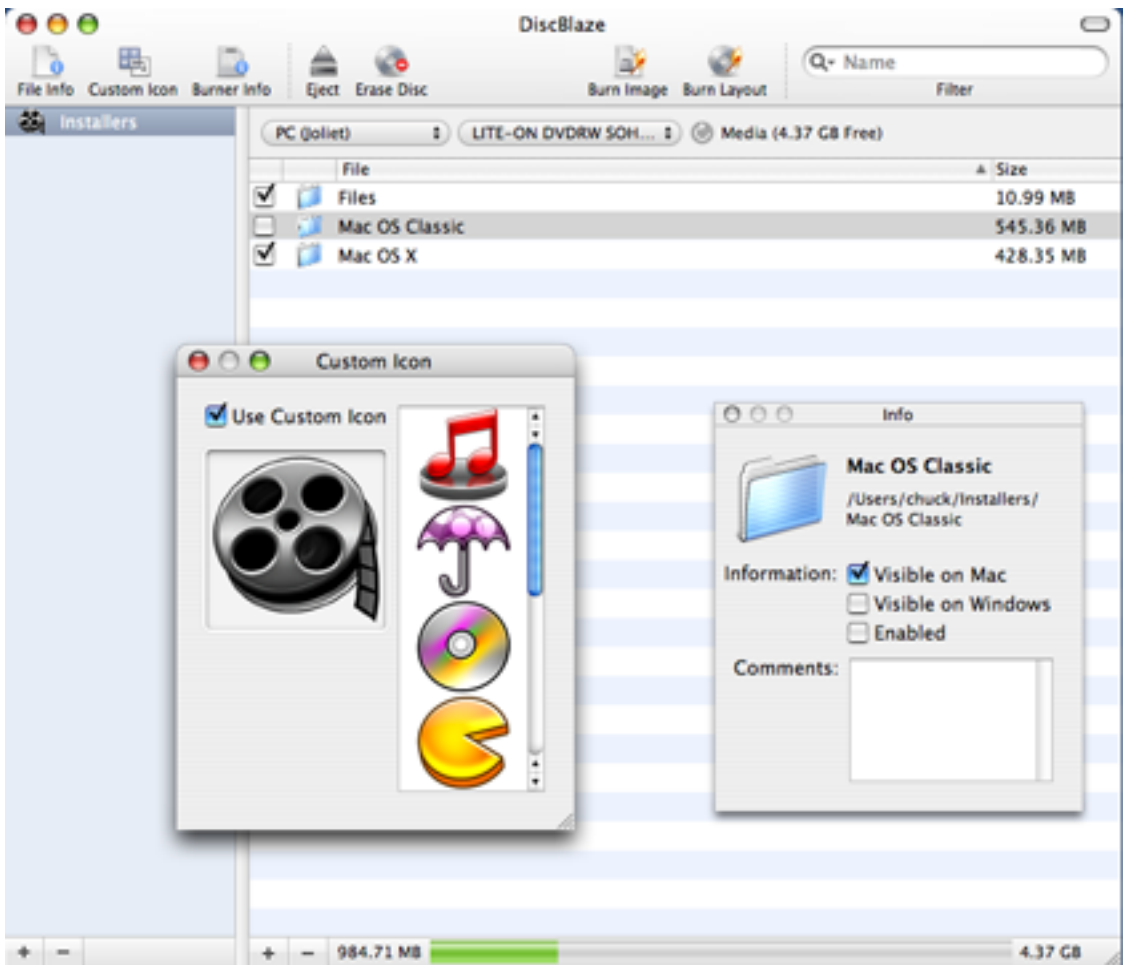 DiscBlaze
File Info Custom Icon Burner Info Eject Erase Disc Burn Image Burn Layout Filter
Name
Installers
PC (Joliet) LITE-ON DVDRW SOH... Media (4.37 GB Free)
File Size
Files 10.99 MB
Mac OS Classic 545.36 MB
Mac OS X 428.35 MB
Custom Icon
Use Custom Icon
Info
Mac OS Classic
/Users/chuck/Installers/
Mac OS Classic
Information: Visible on Mac
Visible on Windows
Enabled
Comments:
984.71 MB 4.37 GB